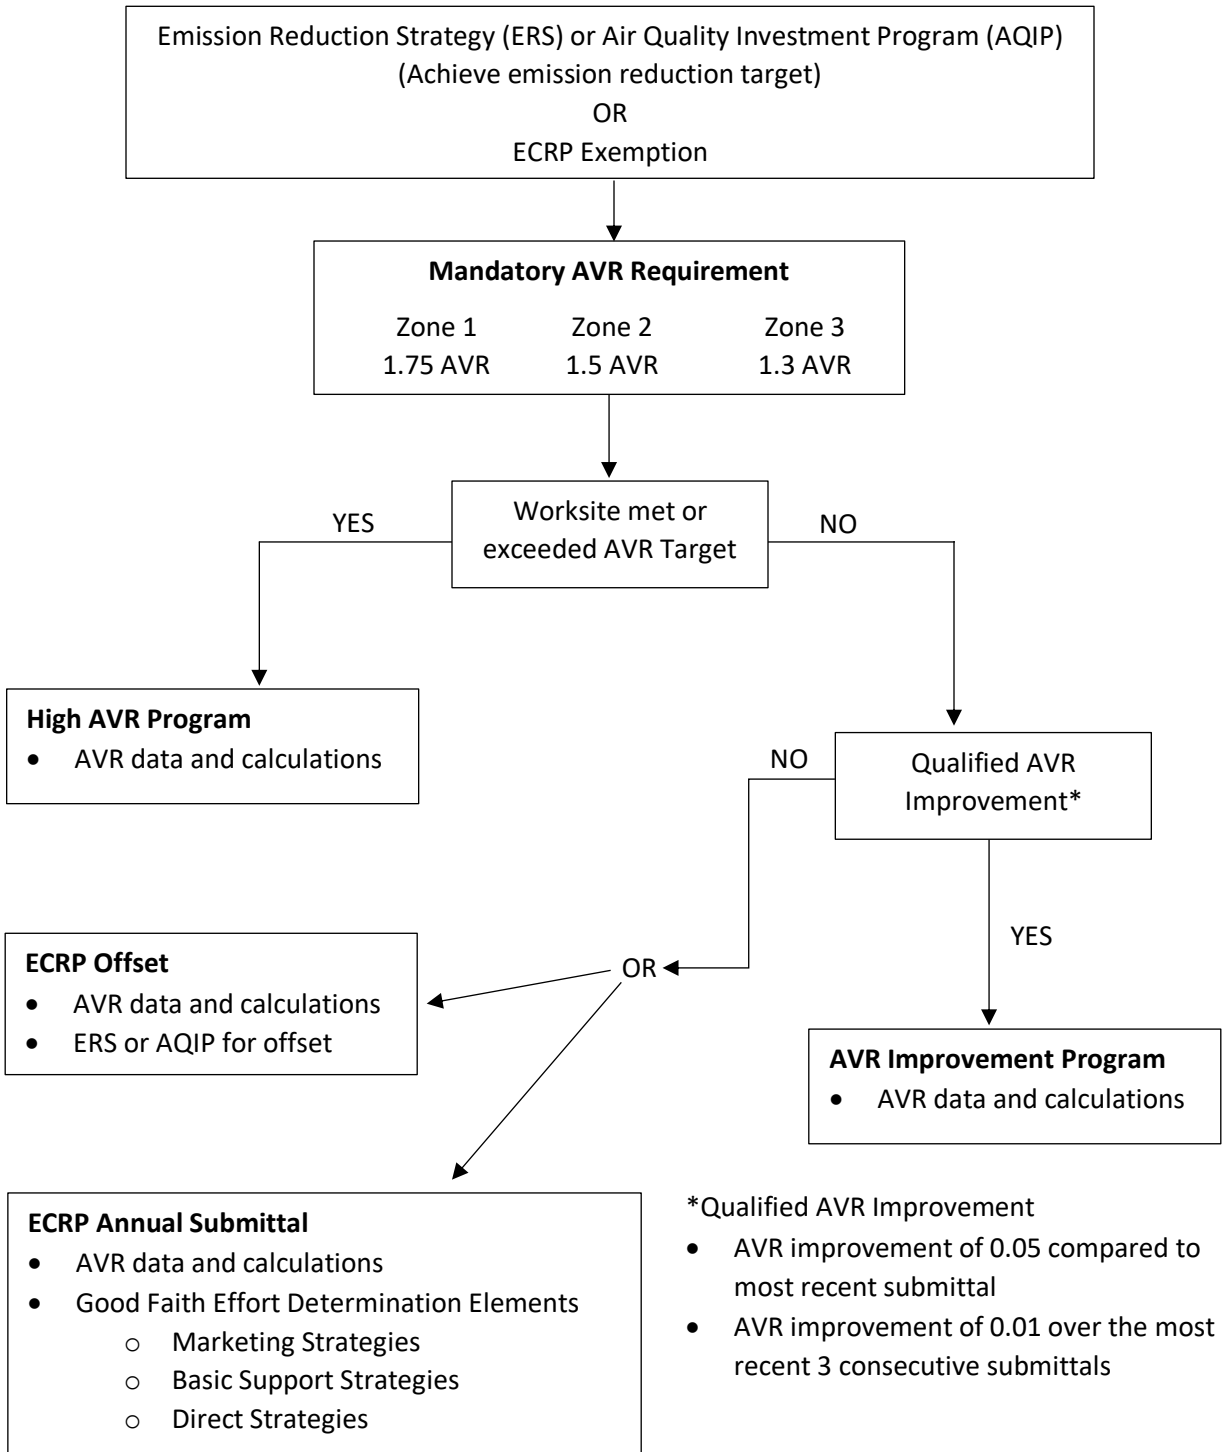 Emission Reduction Strategy (ERS) or Air Quality Investment Program (AQIP)
(Achieve emission reduction target)
OR
ECRP Exemption
Mandatory AVR Requirement
Zone 1 Zone 2 Zone 3
1.75 AVR 1.5 AVR 1.3 AVR
Worksite met or
exceeded AVR Target
YES
NO
High AVR Program
• AVR data and calculations
Qualified AVR
Improvement*
NO
YES
OR
ECRP Offset
• AVR data and calculations
• ERS or AQIP for offset
AVR Improvement Program
• AVR data and calculations
ECRP Annual Submittal
• AVR data and calculations
• Good Faith Effort Determination Elements
o Marketing Strategies
o Basic Support Strategies
o Direct Strategies
*Qualified AVR Improvement
• AVR improvement of 0.05 compared to
most recent submittal
• AVR improvement of 0.01 over the most
recent 3 consecutive submittals